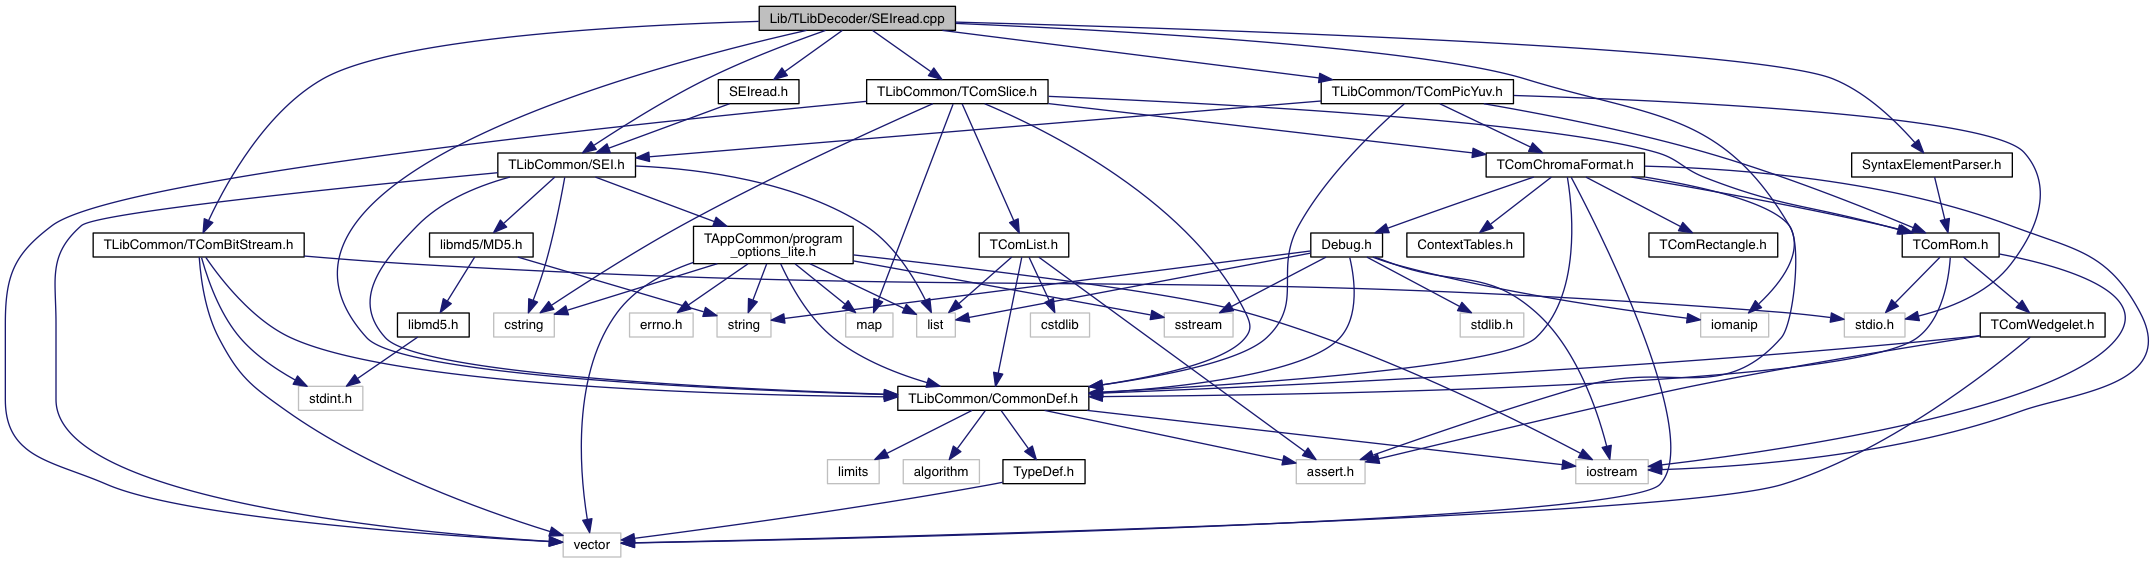 Lib/TLibDecoder/SEIread.cpp
SEIread.h
TLibCommon/TComSlice.h
TLibCommon/TComPicYuv.h
TLibCommon/SEI.h
TComChromaFormat.h
SyntaxElementParser.h
TLibCommon/TComBitStream.h
libmd5/MD5.h
TAppCommon/program
_options_lite.h
TComList.h
Debug.h
ContextTables.h
TComRectangle.h
TComRom.h
libmd5.h
cstring
errno.h
string
map
list
cstdlib
sstream
stdlib.h
iomanip
stdio.h
TComWedgelet.h
stdint.h
TLibCommon/CommonDef.h
limits
algorithm
TypeDef.h
assert.h
iostream
vector